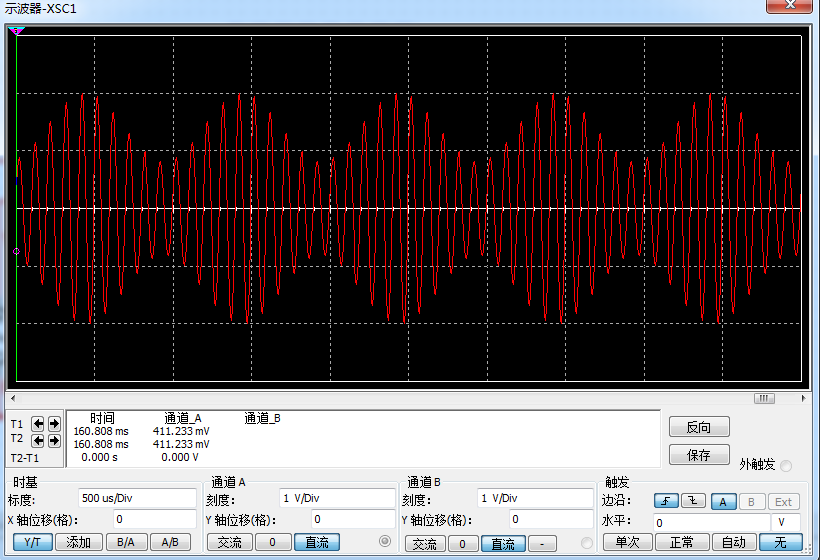 示波器-XSC1
时间 通道_A 通道_B
T1 160.808 ms 411.233 mV
T2 160.808 ms 411.233 mV
T2-T1 0.000 s 0.000 V
反向
保存
外触发
时基
标度: 500 us/Div
X 轴位移(格): 0
Y/T 添加 B/A A/B
通道 A
刻度: 1 V/Div
Y 轴位移(格): 0
交流 0 直流
通道 B
刻度: 1 V/Div
Y 轴位移(格): 0
交流 0 直流 -
触发
边沿: A B Ext
水平: 0 V
单次 正常 自动 无